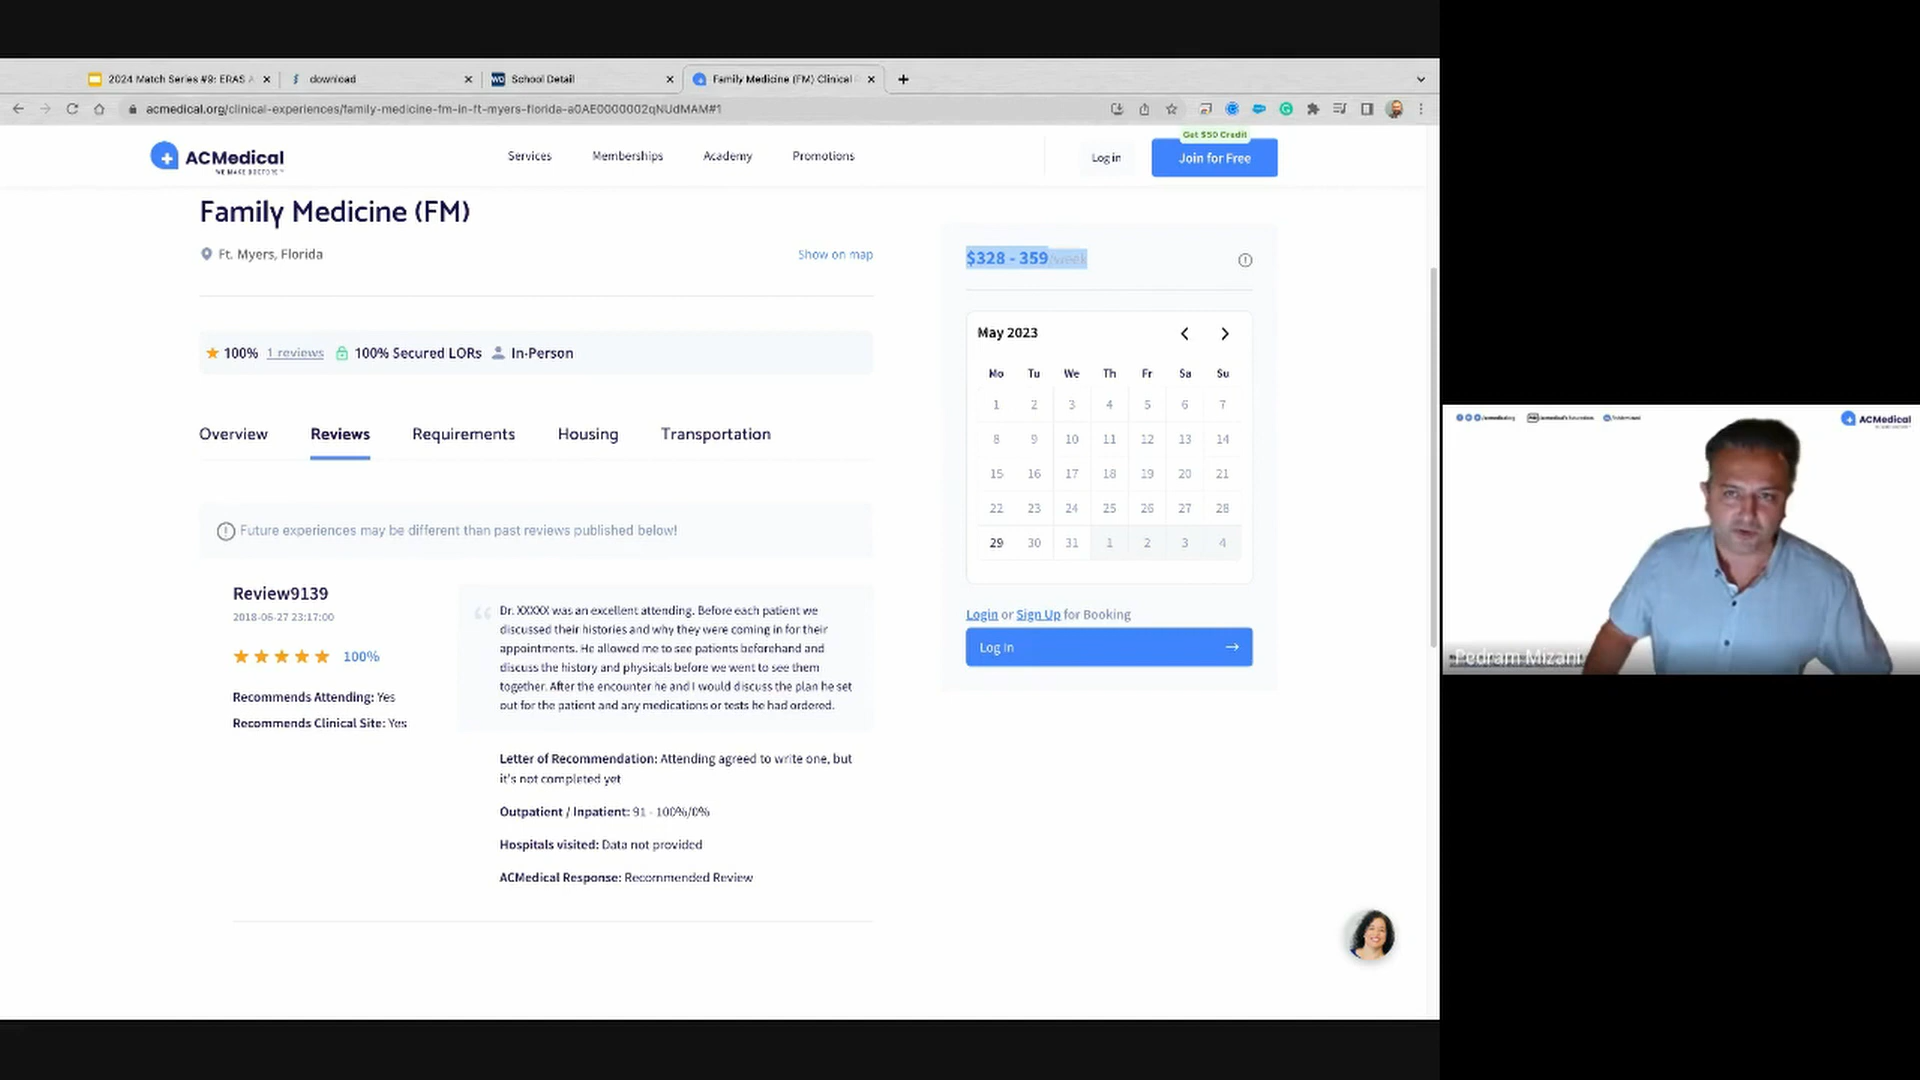 2024 Match Series #9: ERAS A
download
School Detail
Family Medicine (FM) Clinical
acmedical.org/clinical-experiences/family-medicine-fm-in-ft-myers-florida-a0AE0000002qNUdMAM#1
ACMedical
WE MAKE DOCTORS™
Services
Memberships
Academy
Promotions
Log in
Get $50 Credit
Join for Free
Family Medicine (FM)
Ft. Myers, Florida
Show on map
100% 1 reviews 100% Secured LORs In-Person
Overview Reviews Requirements Housing Transportation
Future experiences may be different than past reviews published below!
Review9139
2018-06-27 23:17:00
100%
Recommends Attending: Yes
Recommends Clinical Site: Yes
Dr. XXXXX was an excellent attending. Before each patient we
discussed their histories and why they were coming in for their
appointments. He allowed me to see patients beforehand and
discuss the history and physicals before we went to see them
together. After the encounter he and I would discuss the plan he set
out for the patient and any medications or tests he had ordered.
Letter of Recommendation: Attending agreed to write one, but
it's not completed yet
Outpatient / Inpatient: 91 - 100%/0%
Hospitals visited: Data not provided
ACMedical Response: Recommended Review
$328 - 359/week
May 2023
Mo Tu We Th Fr Sa Su
1 2 3 4 5 6 7
8 9 10 11 12 13 14
15 16 17 18 19 20 21
22 23 24 25 26 27 28
29 30 31 1 2 3 4
Login or Sign Up for Booking
Log In
ACMedical
Pedram Mizani